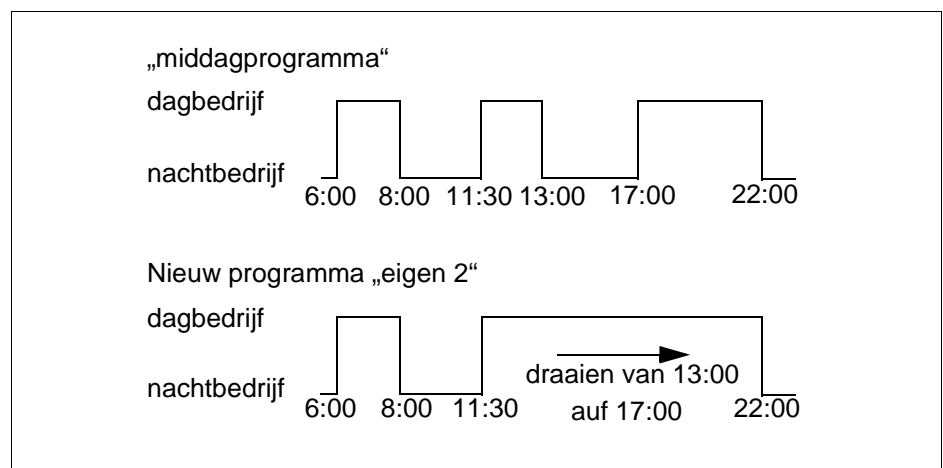 „middagprogramma“
dagbedrijf
nachtbedrijf
6:00 8:00 11:30 13:00 17:00 22:00
Nieuw programma „eigen 2“
dagbedrijf
draaien van 13:00
nachtbedrijf
auf 17:00
6:00 8:00 11:30 22:00